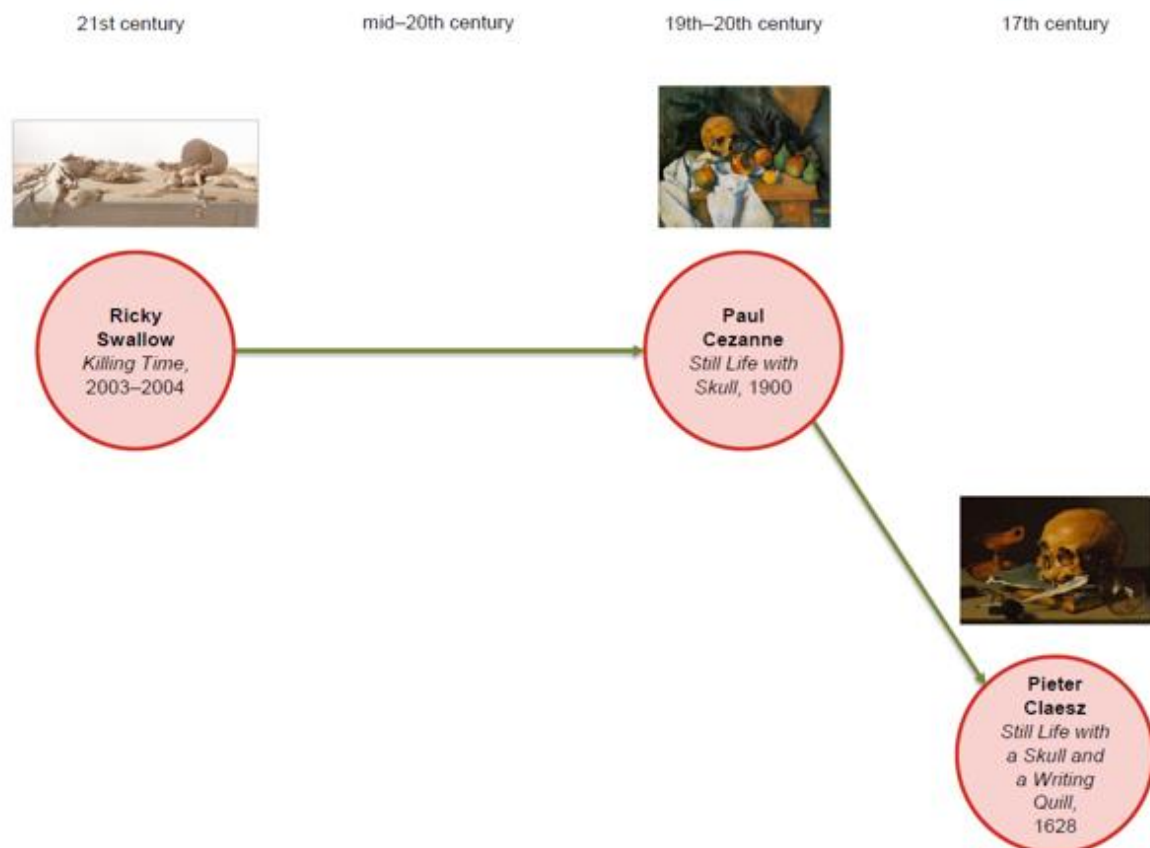 21st century
mid–20th century
19th–20th century
17th century
Ricky
Swallow
Killing Time,
2003–2004
Paul
Cezanne
Still Life with
Skull, 1900
Pieter
Claesz
Still Life with
a Skull and
a Writing
Quill,
1628